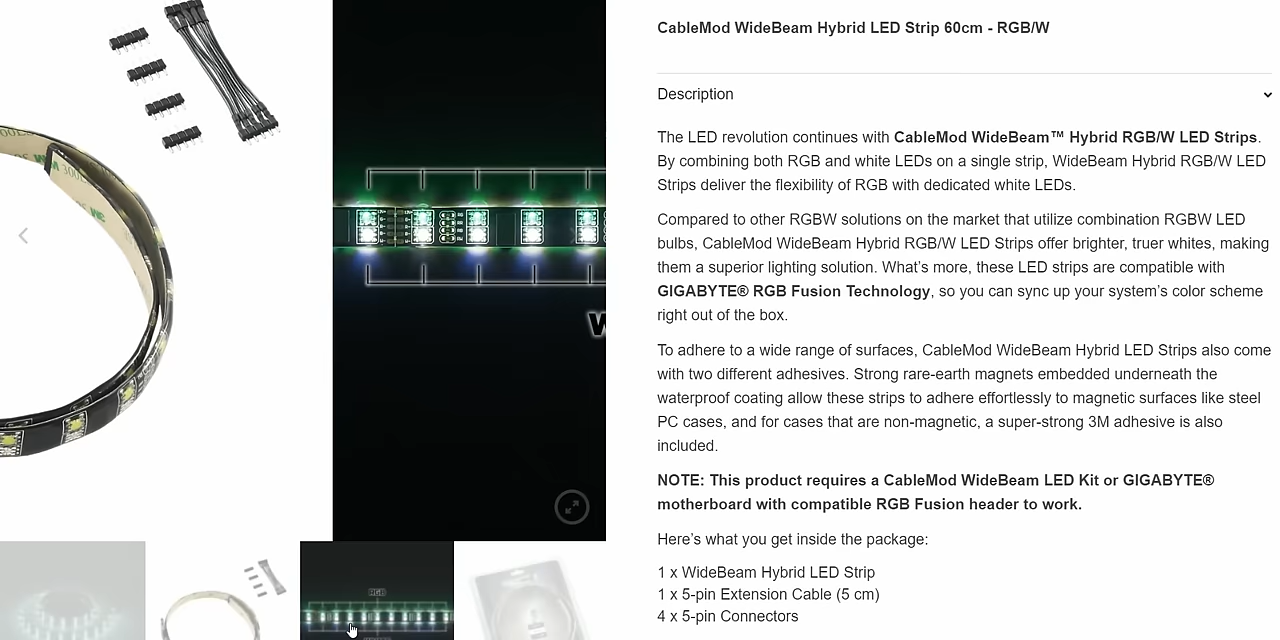 CableMod WideBeam Hybrid LED Strip 60cm - RGB/W
Description
The LED revolution continues with CableMod WideBeam™ Hybrid RGB/W LED Strips.
By combining both RGB and white LEDs on a single strip, WideBeam Hybrid RGB/W LED
Strips deliver the flexibility of RGB with dedicated white LEDs.
Compared to other RGBW solutions on the market that utilize combination RGBW LED
bulbs, CableMod WideBeam Hybrid RGB/W LED Strips offer brighter, truer whites, making
them a superior lighting solution. What's more, these LED strips are compatible with
GIGABYTE® RGB Fusion Technology, so you can sync up your system's color scheme
right out of the box.
To adhere to a wide range of surfaces, CableMod WideBeam Hybrid LED Strips also come
with two different adhesives. Strong rare-earth magnets embedded underneath the
waterproof coating allow these strips to adhere effortlessly to magnetic surfaces like steel
PC cases, and for cases that are non-magnetic, a super-strong 3M adhesive is also
included.
NOTE: This product requires a CableMod WideBeam LED Kit or GIGABYTE®
motherboard with compatible RGB Fusion header to work.
Here's what you get inside the package:
1 x WideBeam Hybrid LED Strip
1 x 5-pin Extension Cable (5 cm)
4 x 5-pin Connectors
RGB